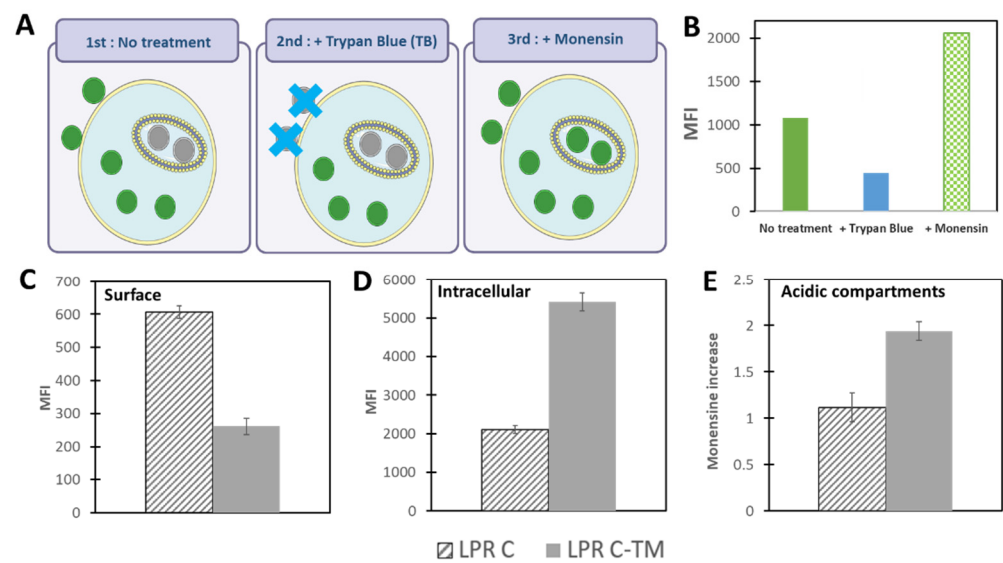 A
1st : No treatment
2nd : + Trypan Blue (TB)
3rd : + Monensin
B
MFI
2000
1500
1000
500
0
No treatment
+ Trypan Blue
+ Monensin
C
Surface
MFI
700
600
500
400
300
200
100
0
D
Intracellular
MFI
6000
5000
4000
3000
2000
1000
0
E
Acidic compartments
Monensine increase
2.5
2
1.5
1
0.5
0
LPR C
LPR C-TM